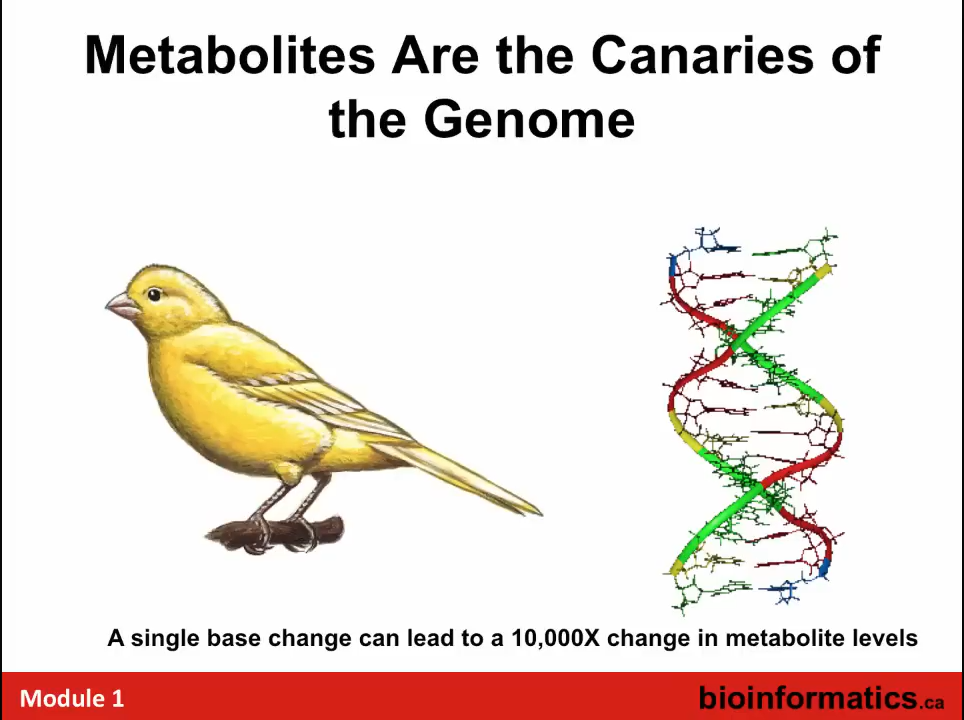 Metabolites Are the Canaries of
the Genome
A single base change can lead to a 10,000X change in metabolite levels
Module 1
bioinformatics.ca